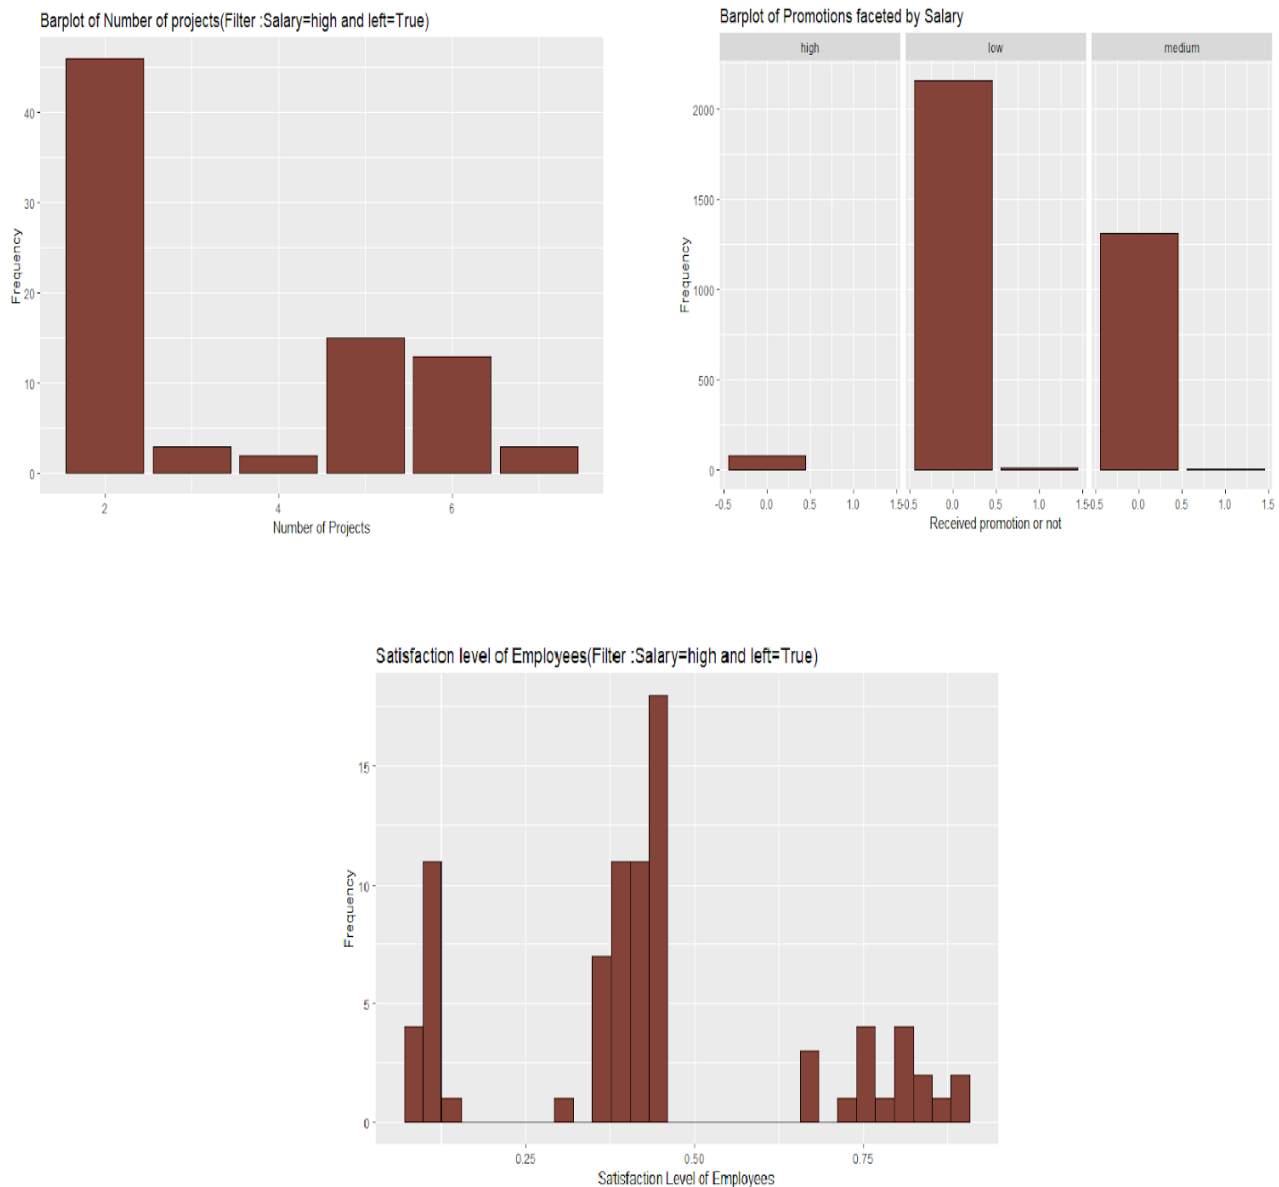 Barplot of Number of projects(Filter :Salary=high and left=True)
Frequency
40
30
20
10
0
2 4 6
Number of Projects
Barplot of Promotions faceted by Salary
high low medium
Frequency
2000
1500
1000
500
0
-0.5 0.0 0.5 1.0 1.5-0.5 0.0 0.5 1.0 1.5-0.5 0.0 0.5 1.0 1.5
Received promotion or not
Satisfaction level of Employees(Filter :Salary=high and left=True)
Frequency
15
10
5
0
0.25 0.50 0.75
Satisfaction Level of Employees